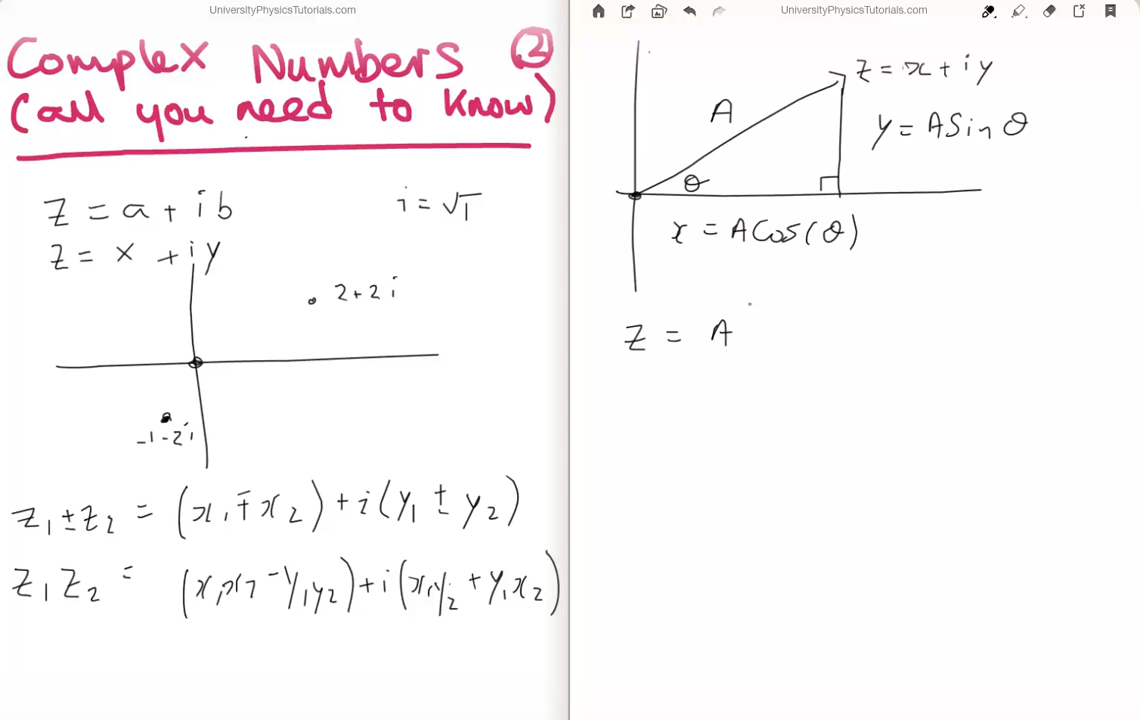 UniversityPhysicsTutorials.com
Complex Numbers ②
(all you need to know)
z = a + ib
i = √1
z = x + iy
2+2i
-1-2i
z₁±z₂ = (x₁∓x₂)+i(y₁±y₂)
z₁z₂ = (x₁x₂-y₁y₂)+i(x₁y₂+y₁x₂)
UniversityPhysicsTutorials.com
z = x + iy
A
y = A Sin θ
θ
x = A Cos(θ)
z = A